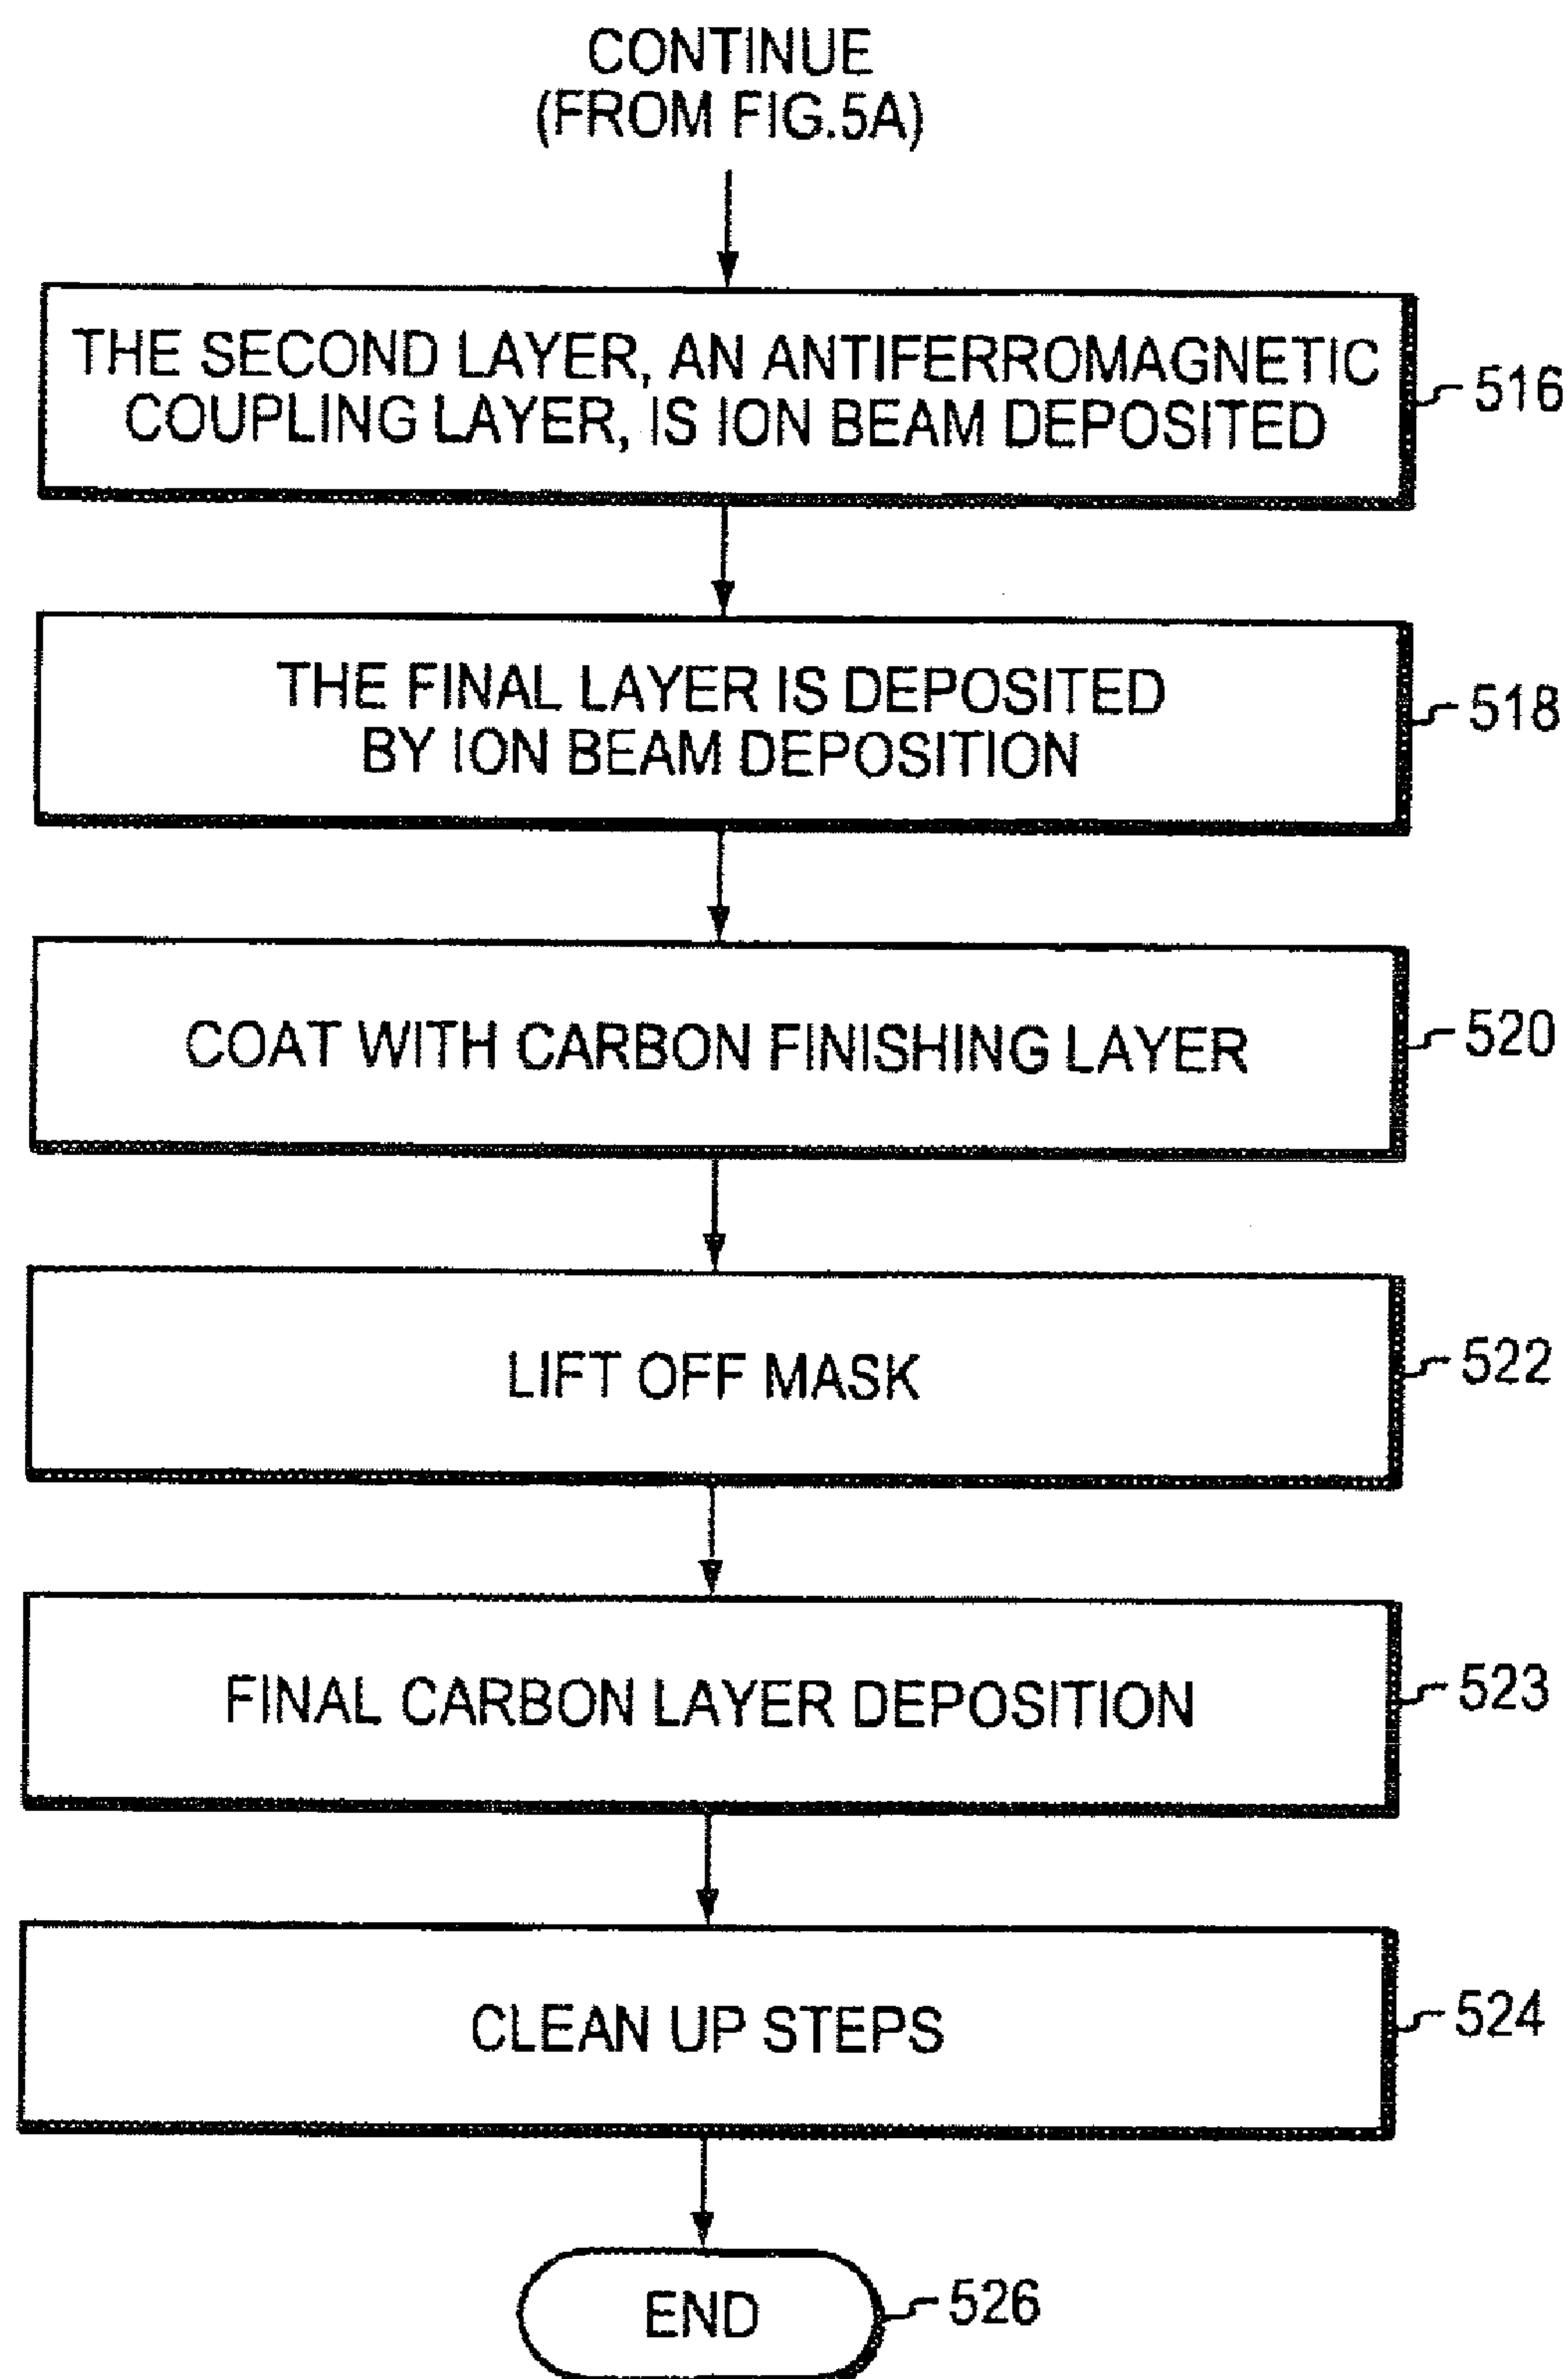 CONTINUE
(FROM FIG.5A)
THE SECOND LAYER, AN ANTIFERROMAGNETIC
COUPLING LAYER, IS ION BEAM DEPOSITED
516
THE FINAL LAYER IS DEPOSITED
BY ION BEAM DEPOSITION
518
COAT WITH CARBON FINISHING LAYER
520
LIFT OFF MASK
522
FINAL CARBON LAYER DEPOSITION
523
CLEAN UP STEPS
524
END
526